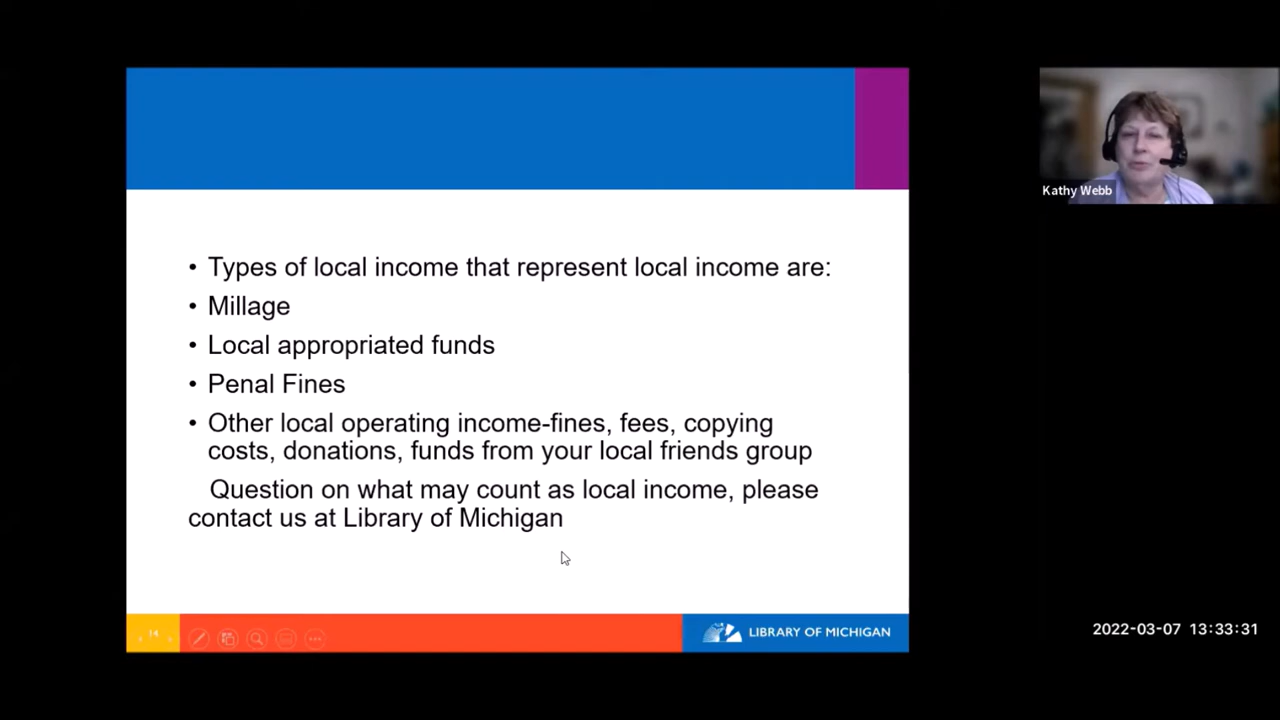 • Types of local income that represent local income are:
• Millage
• Local appropriated funds
• Penal Fines
• Other local operating income-fines, fees, copying
costs, donations, funds from your local friends group
Question on what may count as local income, please
contact us at Library of Michigan
14
LIBRARY OF MICHIGAN
Kathy Webb
2022-03-07 13:33:31